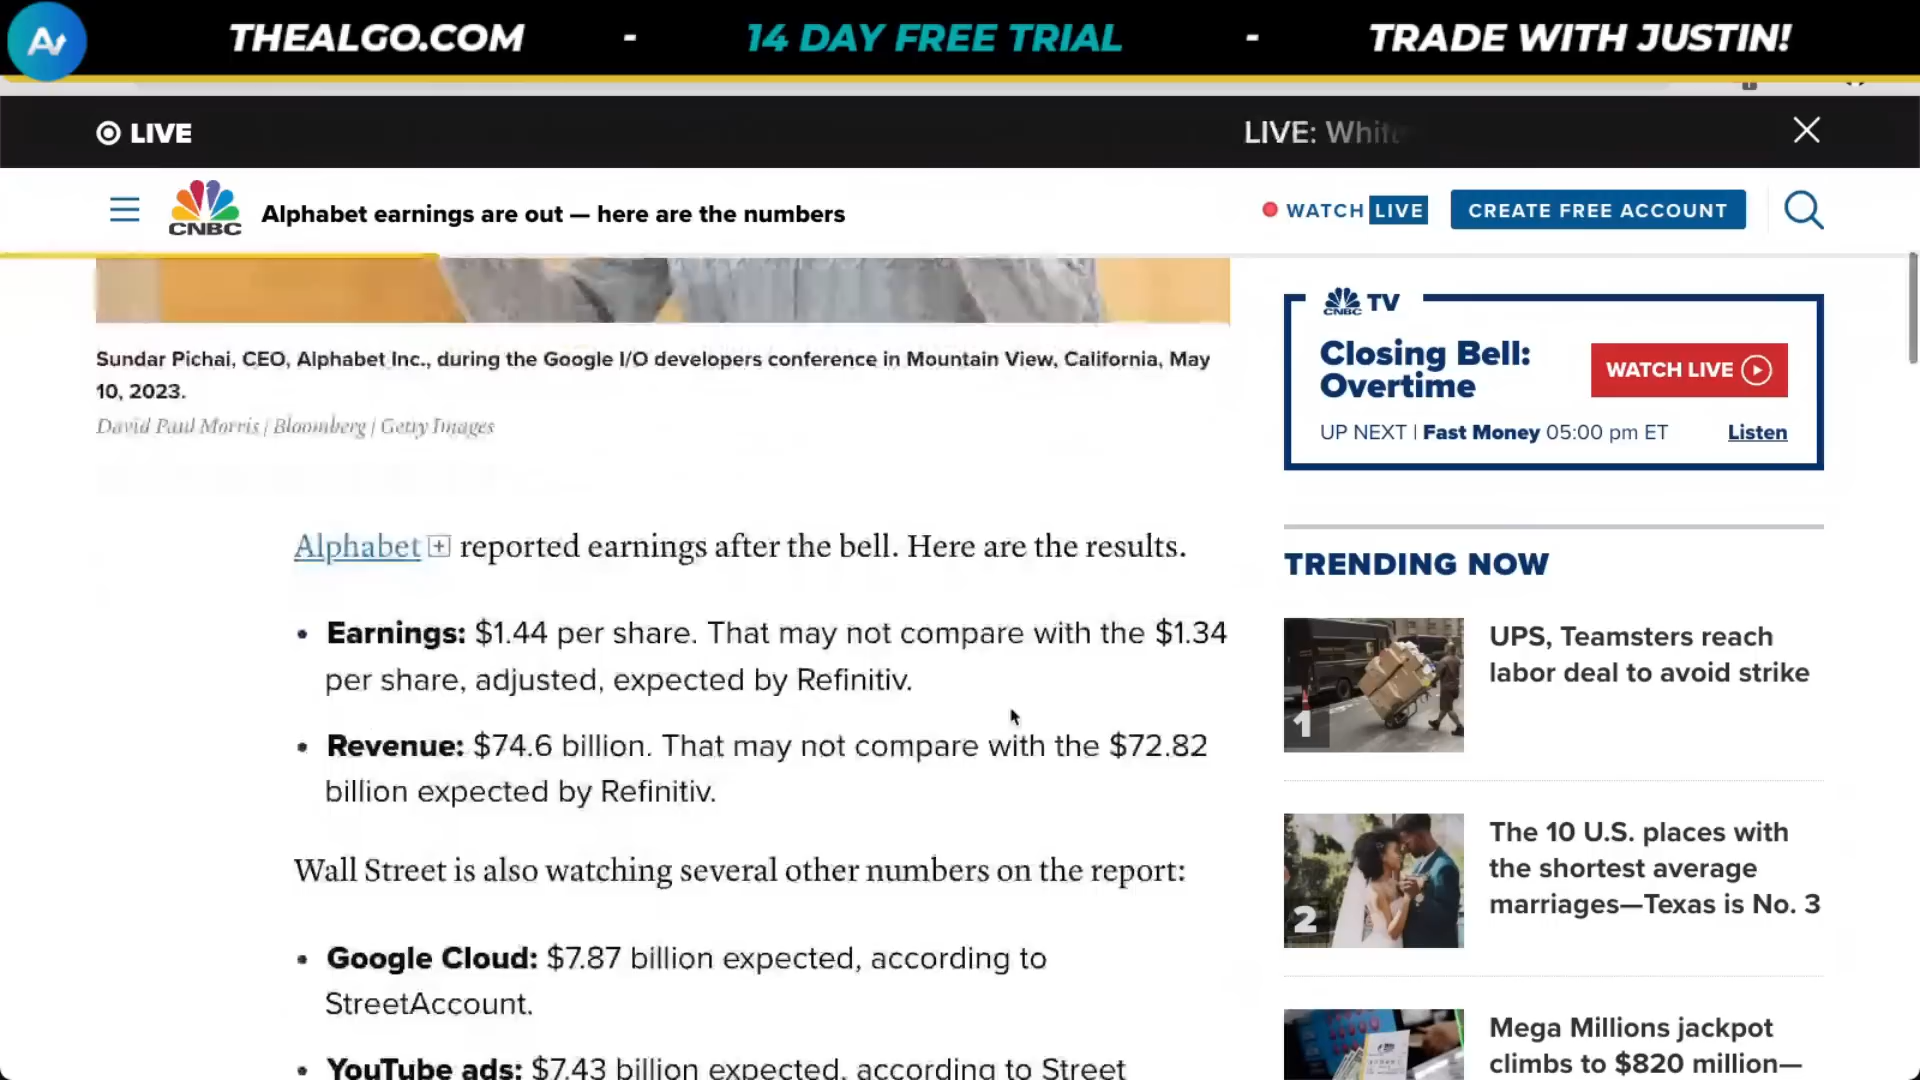 THEALGO.COM - 14 DAY FREE TRIAL - TRADE WITH JUSTIN!
LIVE
LIVE: White
CNBC
Alphabet earnings are out — here are the numbers
WATCH LIVE
CREATE FREE ACCOUNT
Sundar Pichai, CEO, Alphabet Inc., during the Google I/O developers conference in Mountain View, California, May
10, 2023.
David Paul Morris | Bloomberg | Getty Images
Alphabet reported earnings after the bell. Here are the results.
• Earnings: $1.44 per share. That may not compare with the $1.34
per share, adjusted, expected by Refinitiv.
• Revenue: $74.6 billion. That may not compare with the $72.82
billion expected by Refinitiv.
Wall Street is also watching several other numbers on the report:
• Google Cloud: $7.87 billion expected, according to
StreetAccount.
• YouTube ads: $7.43 billion expected, according to Street
CNBC TV
Closing Bell:
Overtime
WATCH LIVE
UP NEXT | Fast Money 05:00 pm ET
Listen
TRENDING NOW
1
UPS, Teamsters reach
labor deal to avoid strike
2
The 10 U.S. places with
the shortest average
marriages—Texas is No. 3
Mega Millions jackpot
climbs to $820 million—